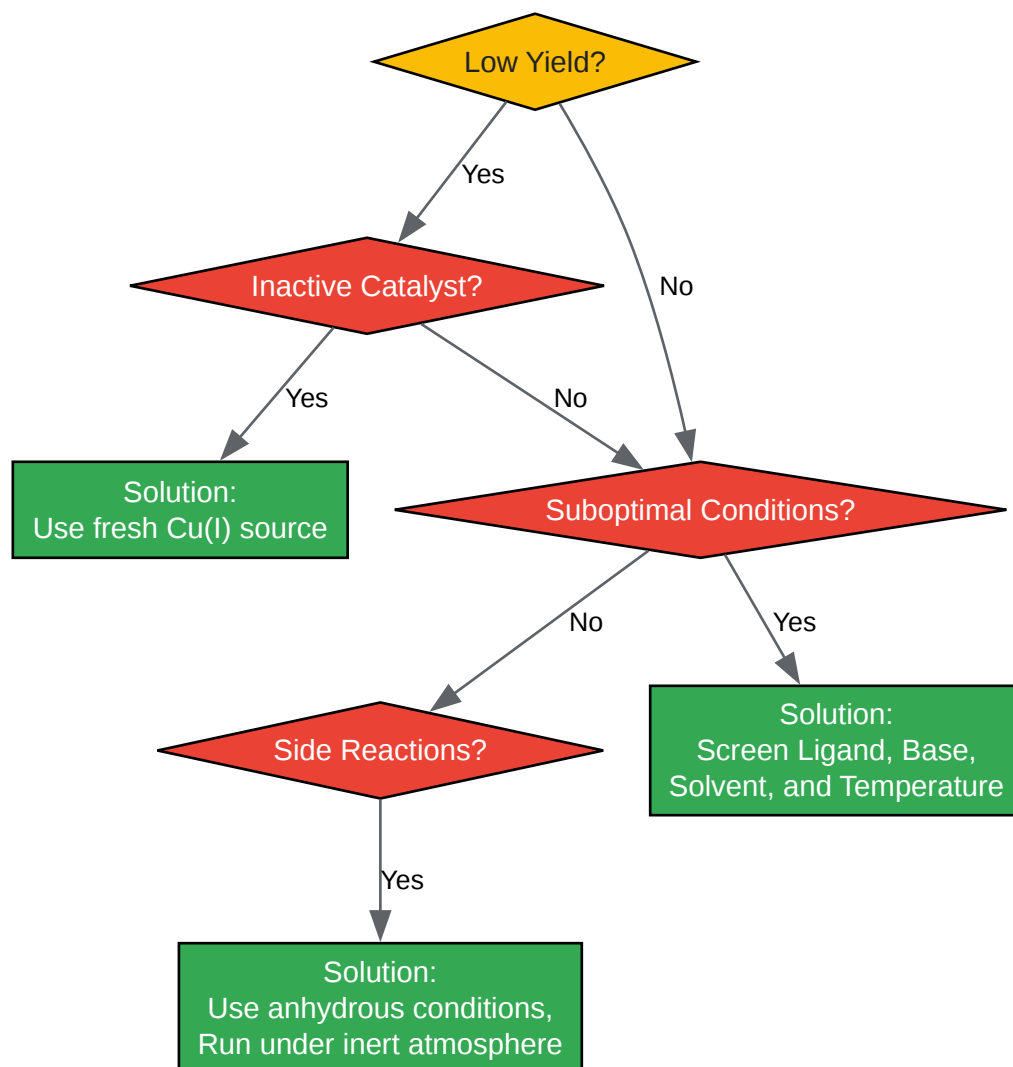 Low Yield?
Yes
No
Inactive Catalyst?
Yes
No
Solution:
Use fresh Cu(I) source
Suboptimal Conditions?
No
Yes
Side Reactions?
Solution:
Screen Ligand, Base,
Solvent, and Temperature
Yes
Solution:
Use anhydrous conditions,
Run under inert atmosphere